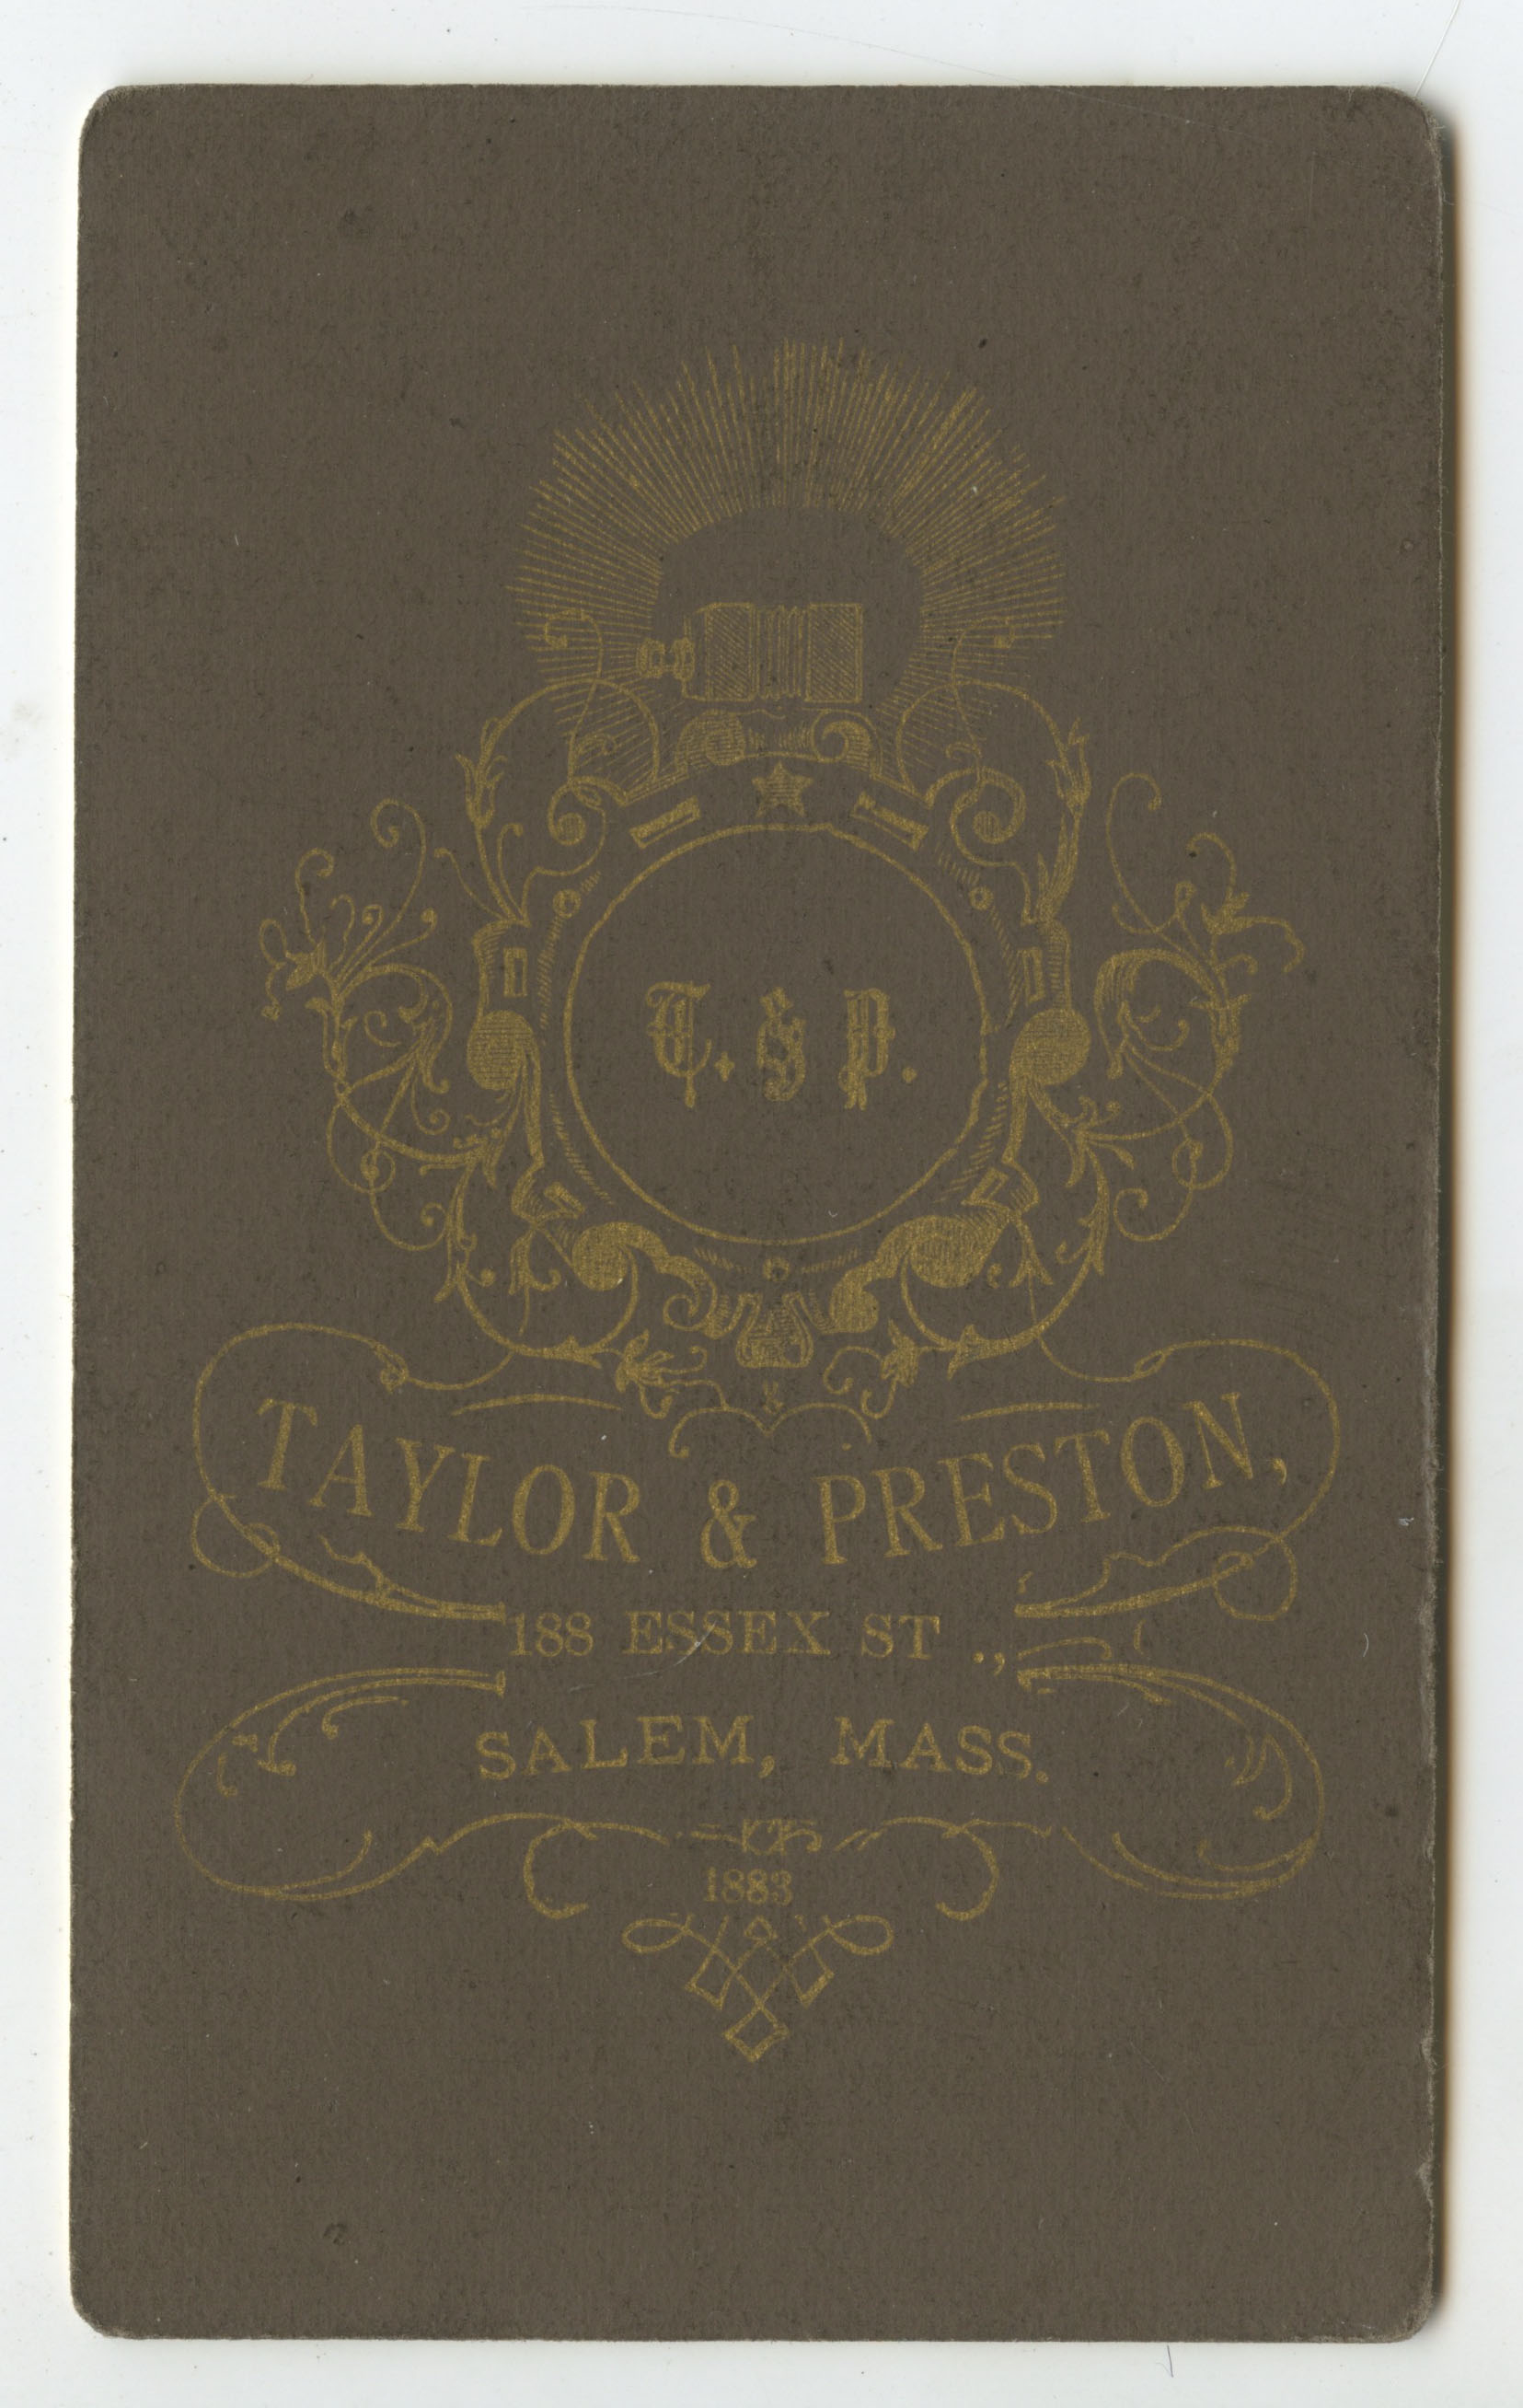 T. & P.
TAYLOR & PRESTON,
188 ESSEX ST.,
SALEM, MASS.
1883